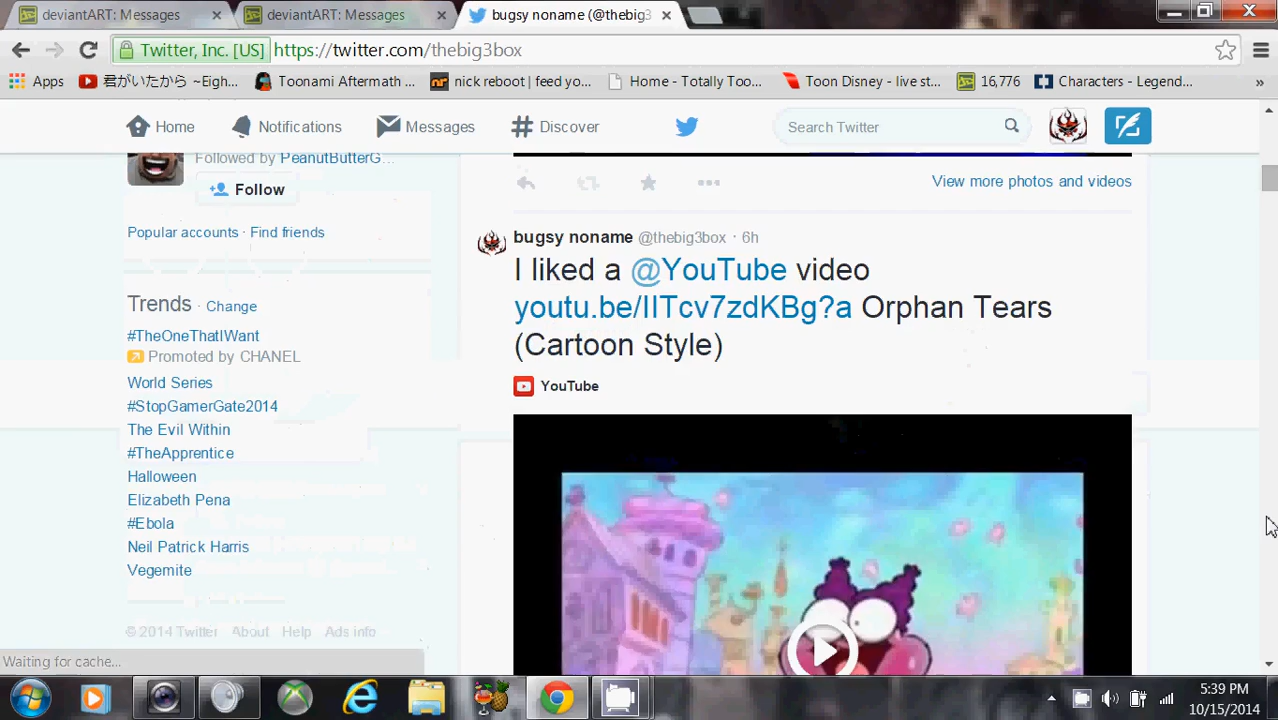 deviantART: Messages
deviantART: Messages
bugsy noname (@thebig3
Twitter, Inc. [US]
https://twitter.com/thebig3box
Apps
君がいたから ~Eigh...
Toonami Aftermath ...
nick reboot | feed yo...
Home - Totally Too...
Toon Disney - live st...
16,776
Characters - Legend...
»
Home
Notifications
Messages
Discover
Search Twitter
Followed by PeanutButterG...
Follow
Popular accounts · Find friends
Trends · Change
#TheOneThatIWant
Promoted by CHANEL
World Series
#StopGamerGate2014
The Evil Within
#TheApprentice
Halloween
Elizabeth Pena
#Ebola
Neil Patrick Harris
Vegemite
© 2014 Twitter About Help Ads info
Waiting for cache...
View more photos and videos
bugsy noname @thebig3box · 6h
I liked a @YouTube video
youtu.be/IITcv7zdKBg?a Orphan Tears
(Cartoon Style)
YouTube
5:39 PM
10/15/2014